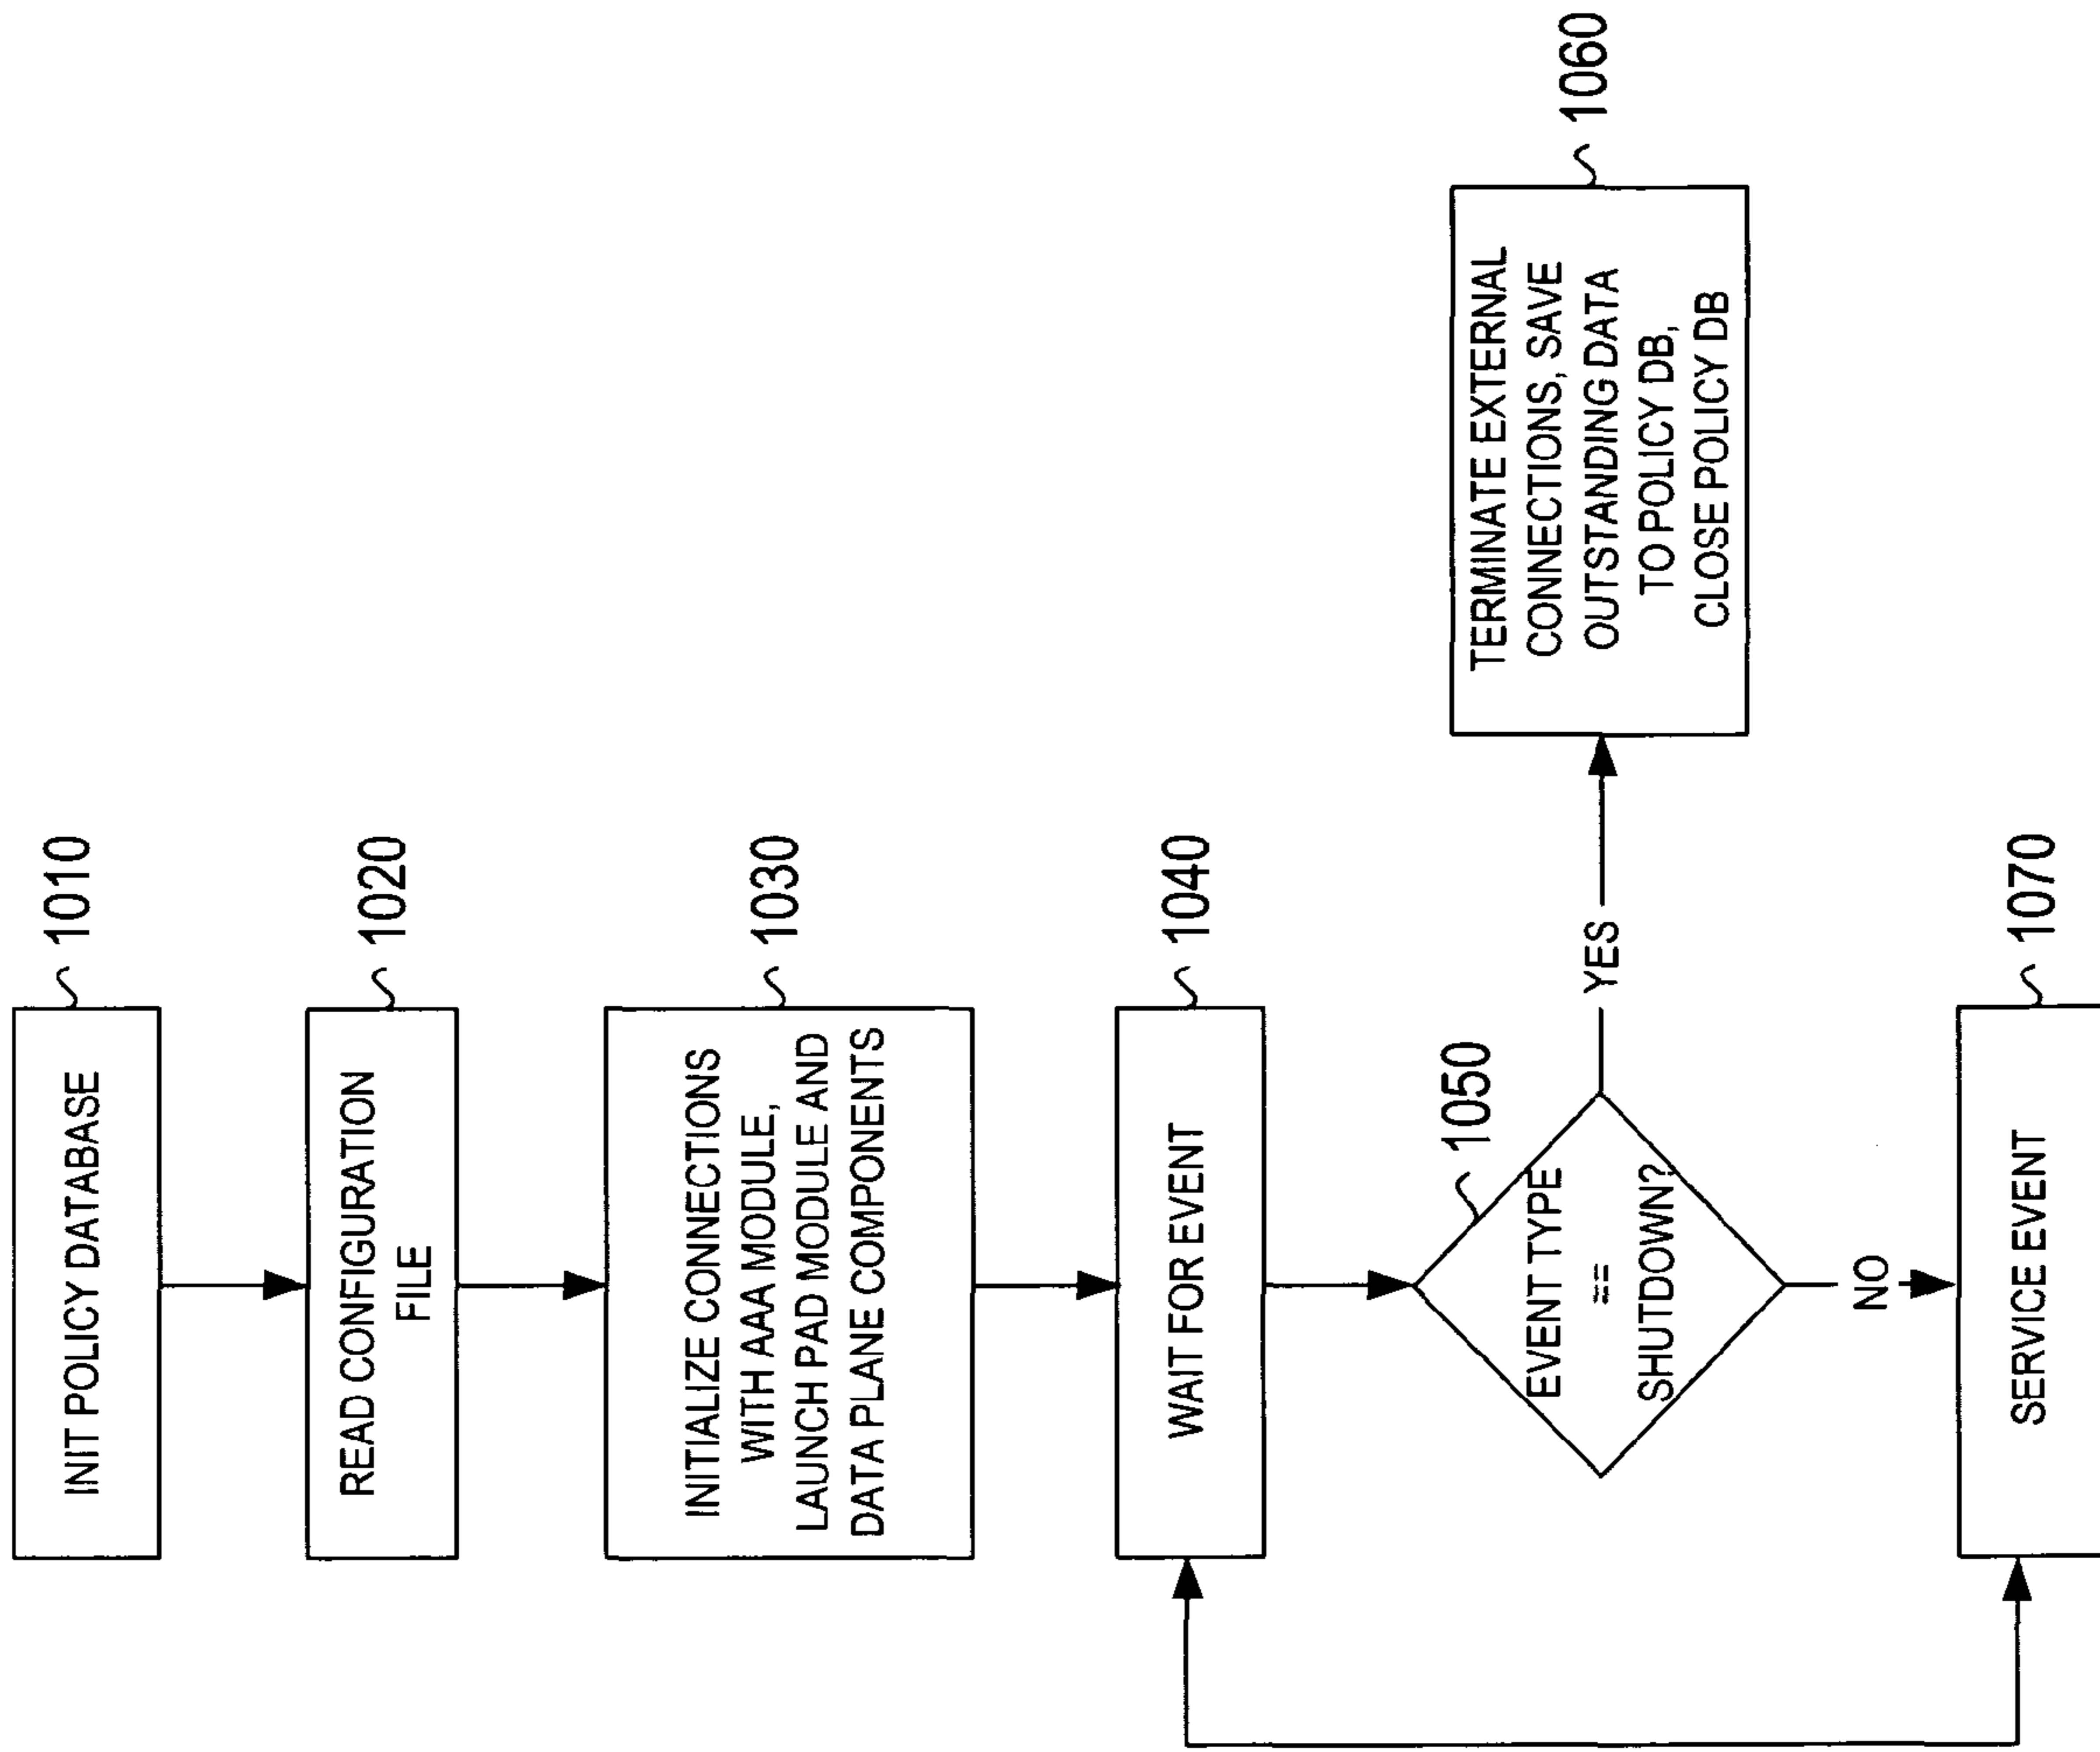 INIT POLICY DATABASE
1010
READ CONFIGURATION
FILE
1020
INITIALIZE CONNECTIONS
WITH AAA MODULE,
LAUNCH PAD MODULE AND
DATA PLANE COMPONENTS
1030
WAIT FOR EVENT
1040
1050
EVENT TYPE
==
SHUTDOWN?
YES
TERMINATE EXTERNAL
CONNECTIONS, SAVE
OUTSTANDING DATA
TO POLICY DB,
CLOSE POLICY DB
1060
NO
SERVICE EVENT
1070